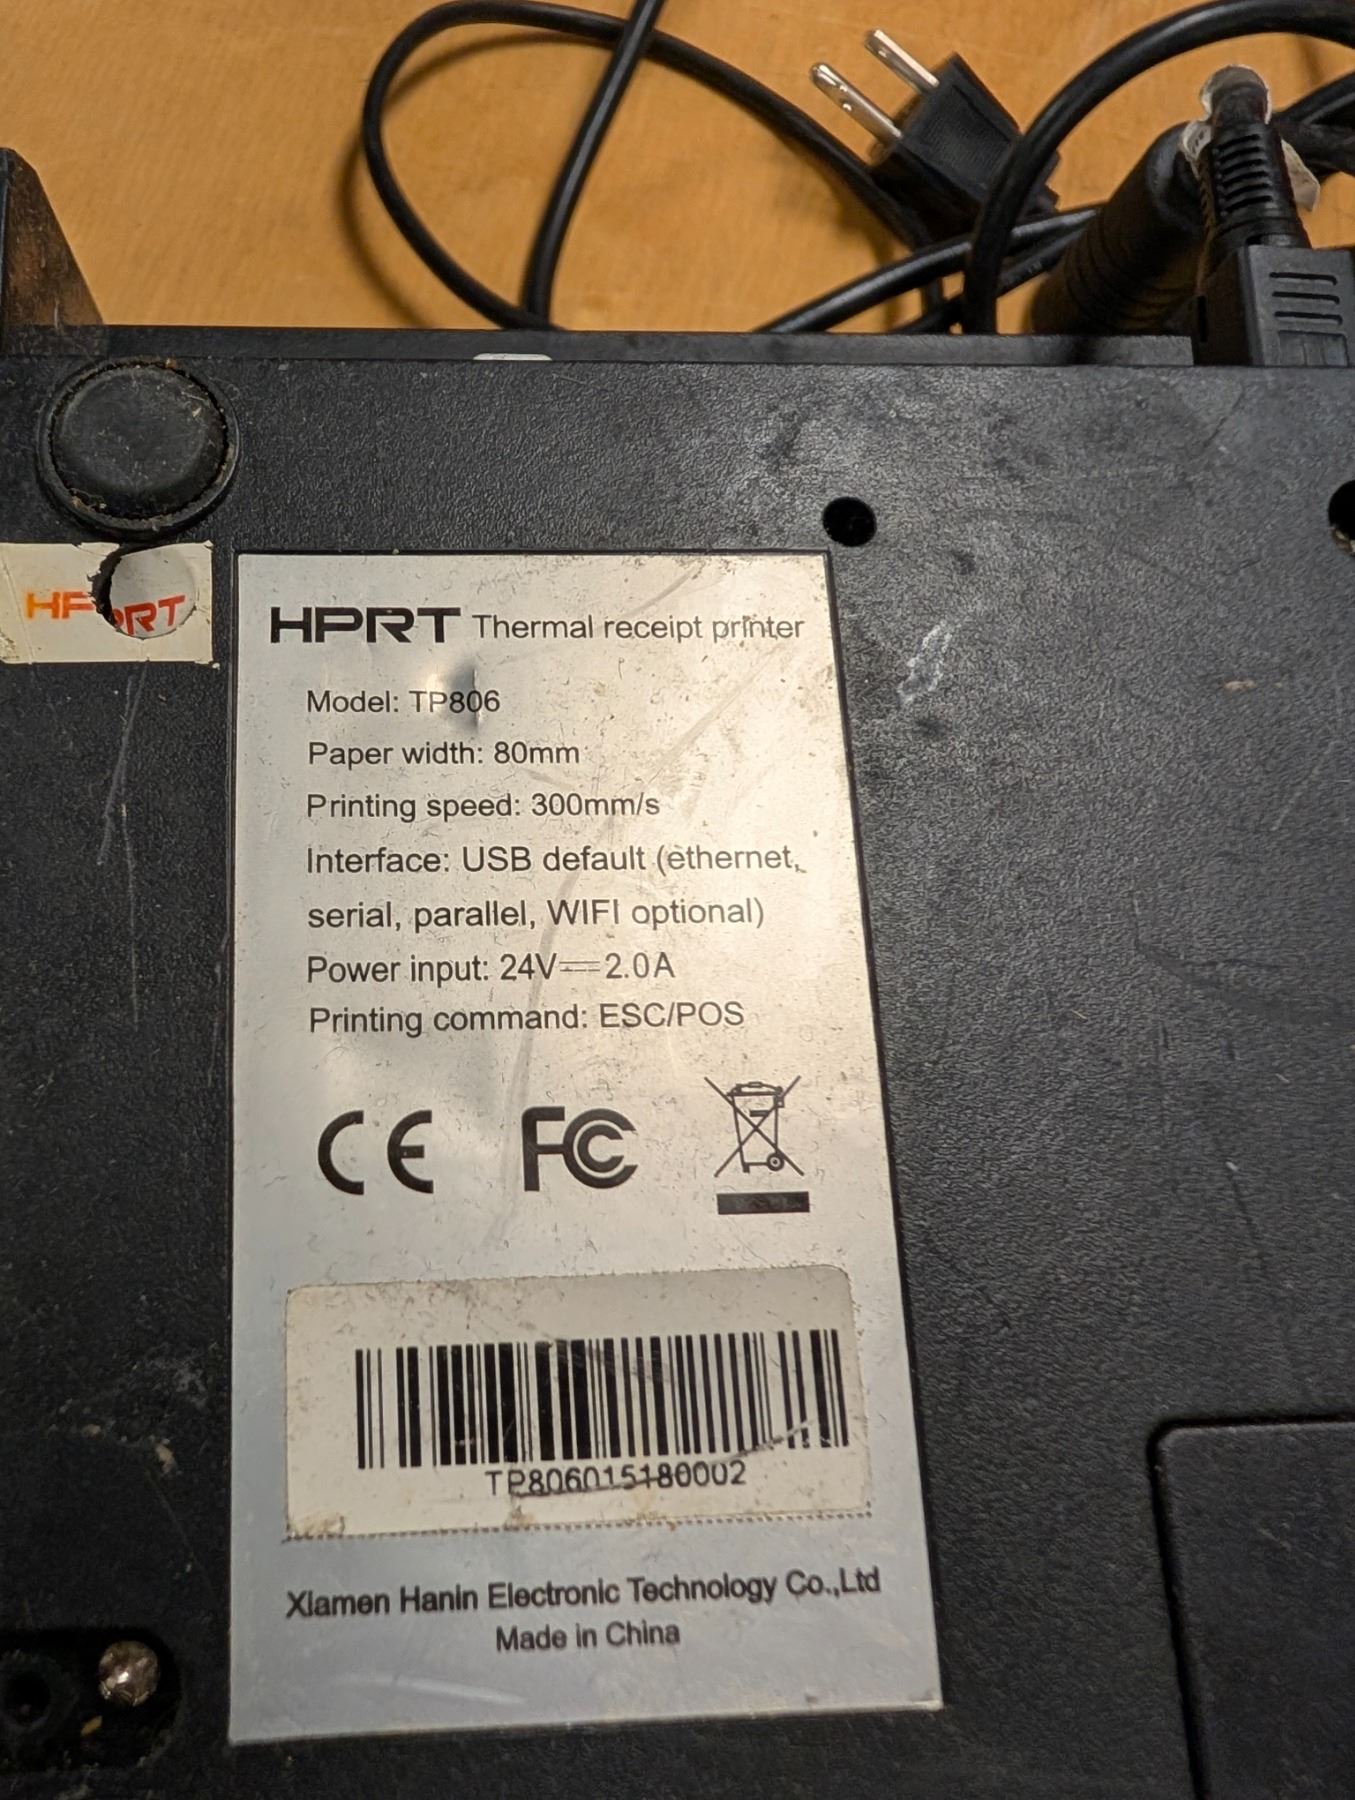 HPRT
HPRT Thermal receipt printer
Model: TP806
Paper width: 80mm
Printing speed: 300mm/s
Interface: USB default (ethernet,
serial, parallel, WIFI optional)
Power input: 24V⎓2.0A
Printing command: ESC/POS
CE FC
TP806015180002
Xiamen Hanin Electronic Technology Co.,Ltd
Made in China